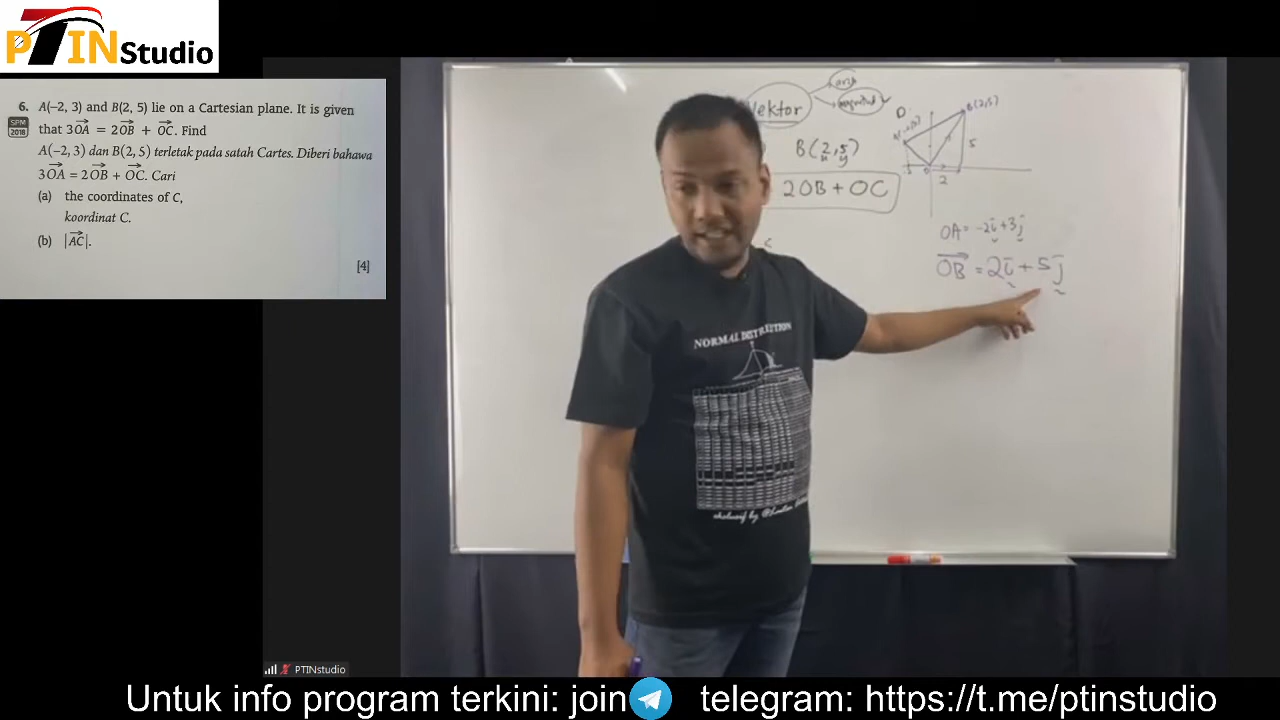 PTIN Studio
6. A(−2, 3) and B(2, 5) lie on a Cartesian plane. It is given
SPM
2018
that 3OA = 2OB + OC. Find
A(−2, 3) dan B(2, 5) terletak pada satah Cartes. Diberi bahawa
3OA = 2OB + OC. Cari
(a) the coordinates of C,
koordinat C.
(b) |AC|.
[4]
Vektor
B(2,5)
x y
2OB + OC
B(2,5)
5
2
OA = -2i+3j
OB = 2i + 5j
NORMAL DISTRIBUTION
PTINstudio
Untuk info program terkini: join telegram: https://t.me/ptinstudio